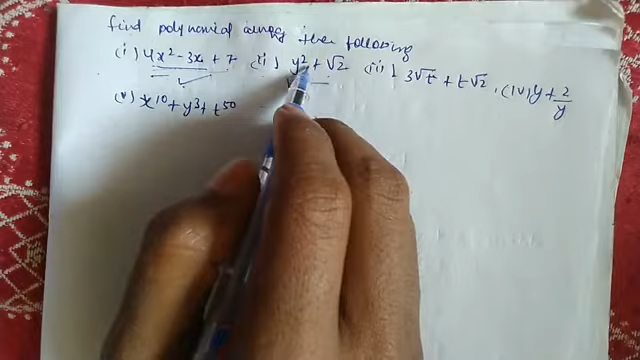 find polynomial among the following
(i) 4x² - 3x + 7 (ii) y² + √2 (iii) 3√t + t√2, (iv) y + 2/y
(v) x¹⁰ + y³ + t⁵⁰